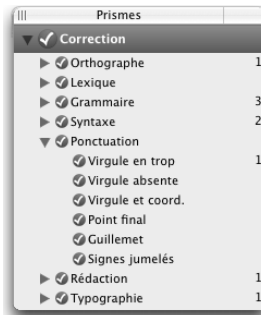 Prismes
Correction
Orthographe 1
Lexique
Grammaire 3
Syntaxe 2
Ponctuation
Virgule en trop 1
Virgule absente
Virgule et coord.
Point final
Guillemet
Signes jumelés
Rédaction 1
Typographie 1